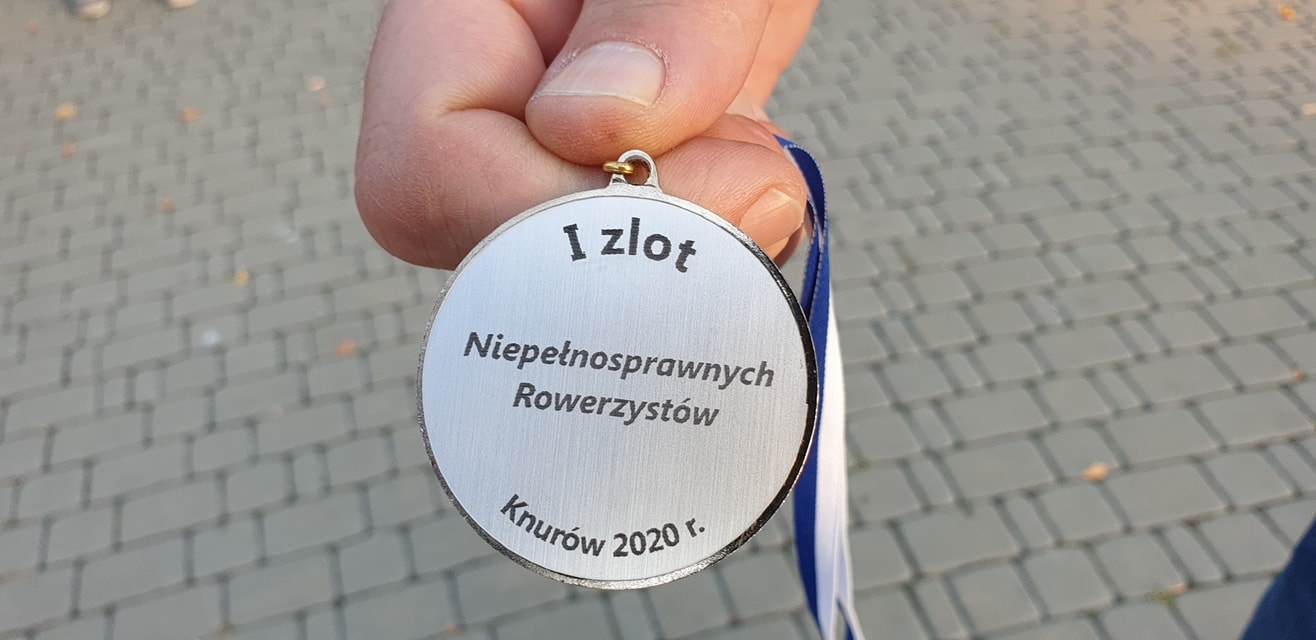 I zlot
Niepełnosprawnych
Rowerzystów
Knurów 2020 r.